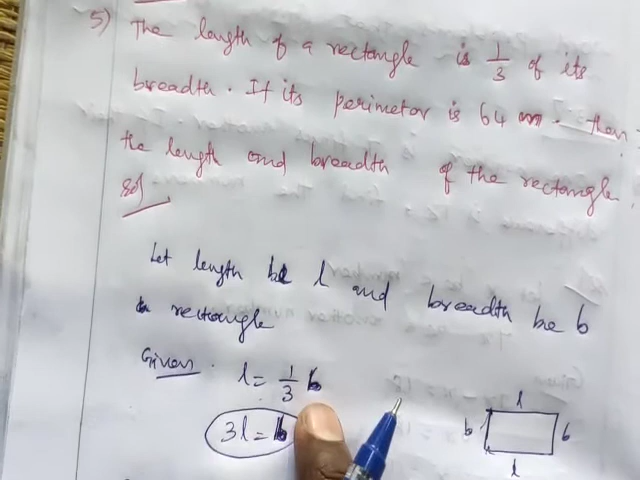 5) The length of a rectangle is 1/3 of its
breadth. If its perimeter is 64 m. then
the length and breadth of the rectangle.
Sol
Let length be l and breadth be b
rectangle
Given. l = 1/3 b
3l = b
l
b b
l